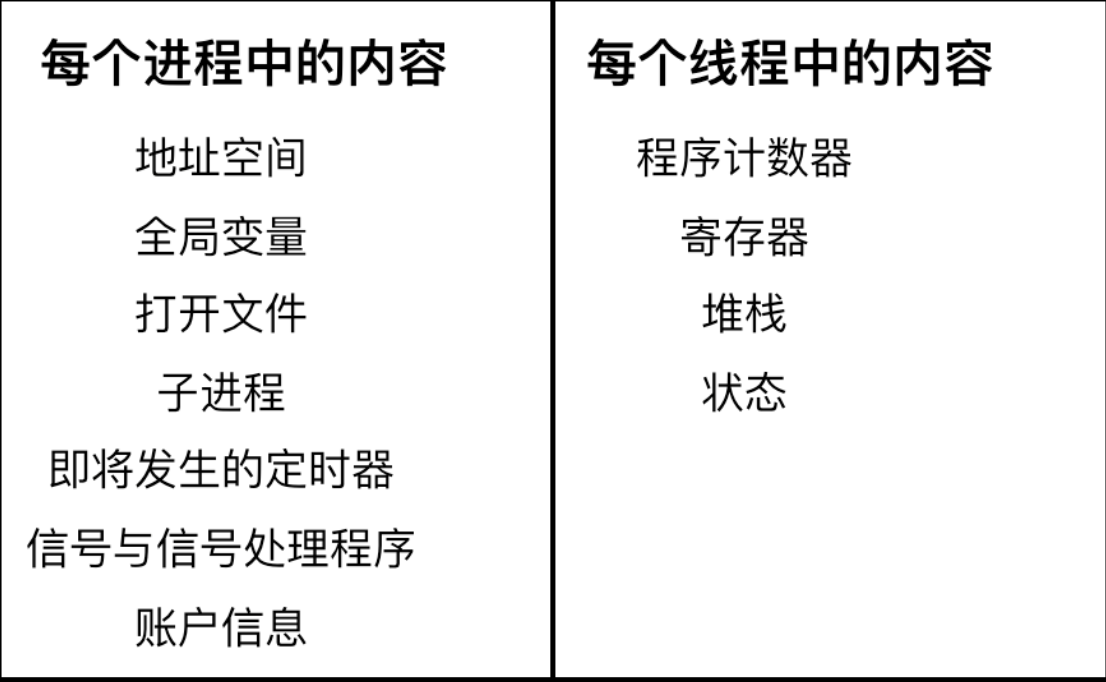 每个进程中的内容
地址空间
全局变量
打开文件
子进程
即将发生的定时器
信号与信号处理程序
账户信息
每个线程中的内容
程序计数器
寄存器
堆栈
状态